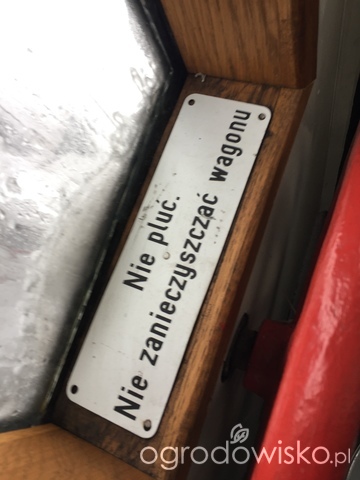 Nie pluć.
Nie zanieczyszczać wagonu
ogrodowisko.pl